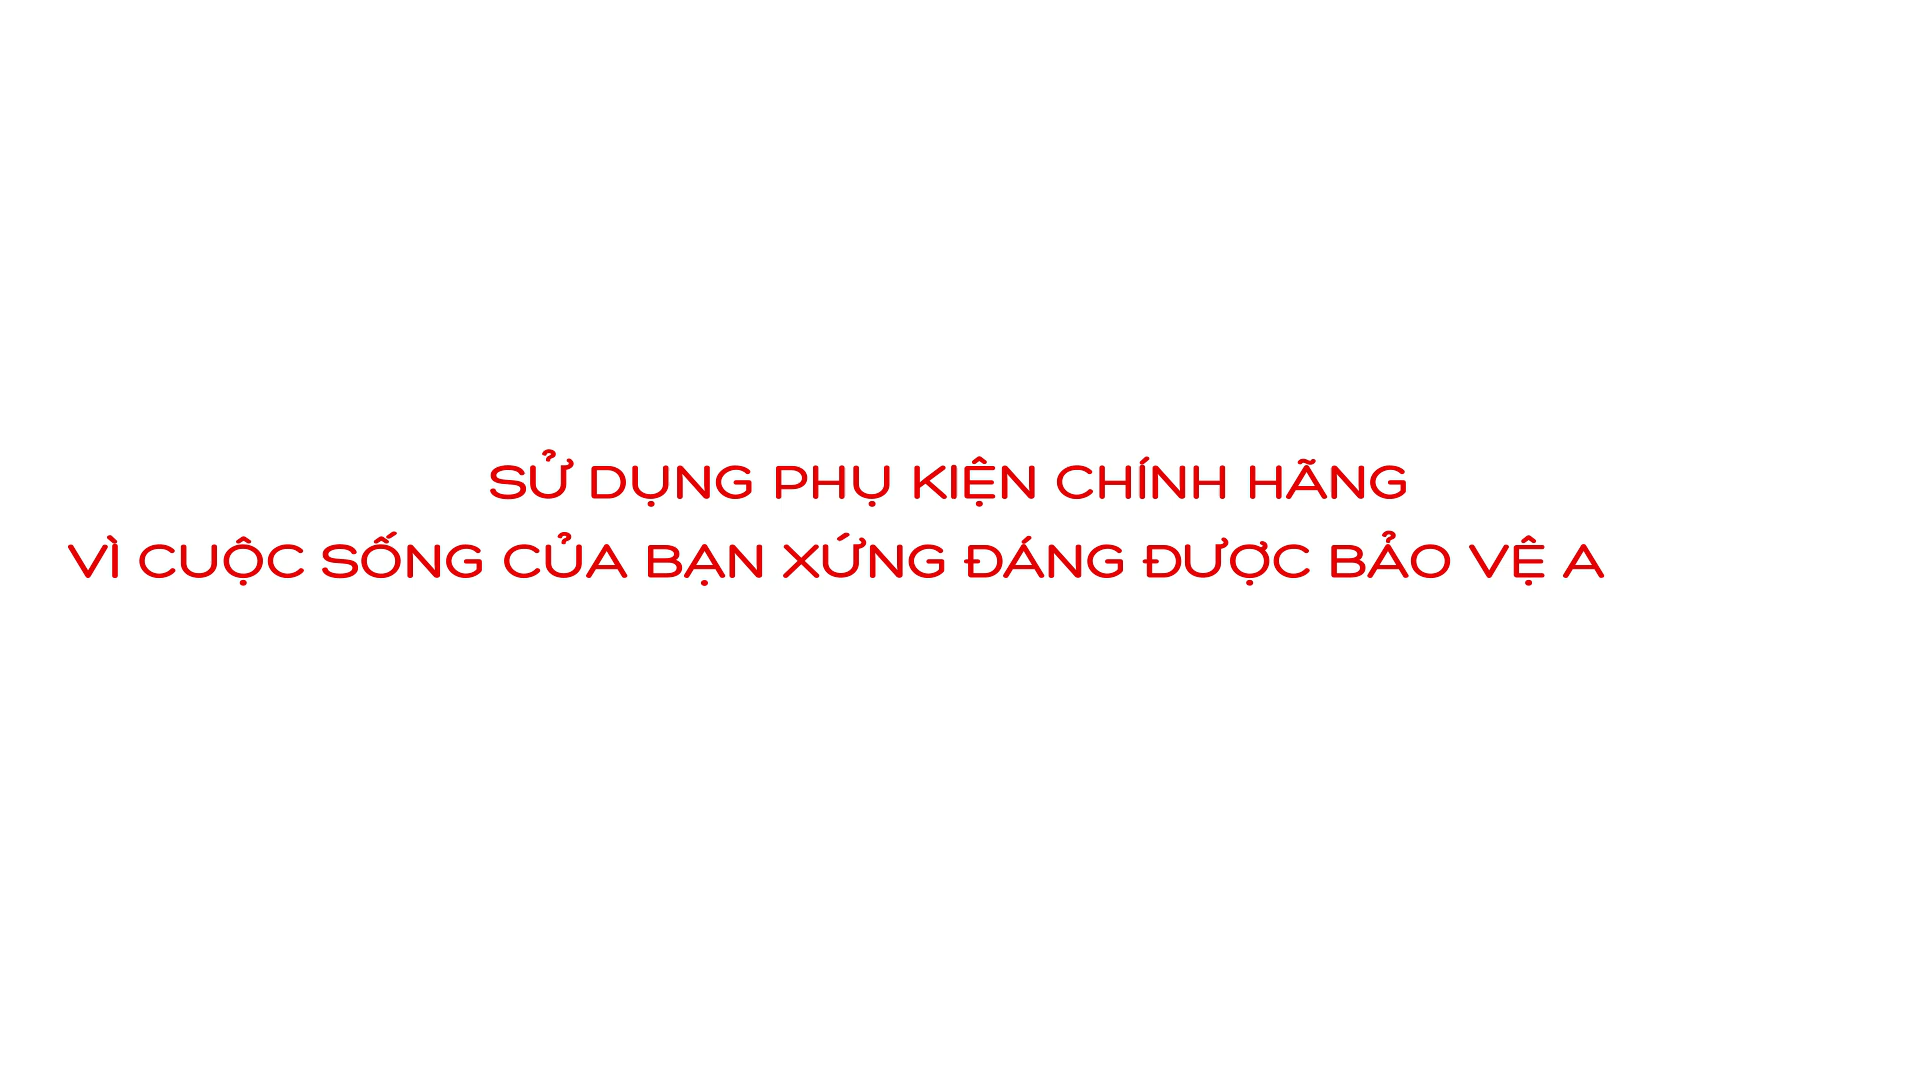 SỬ DỤNG PHỤ KIỆN CHÍNH HÃNG
VÌ CUỘC SỐNG CỦA BẠN XỨNG ĐÁNG ĐƯỢC BẢO VỆ A